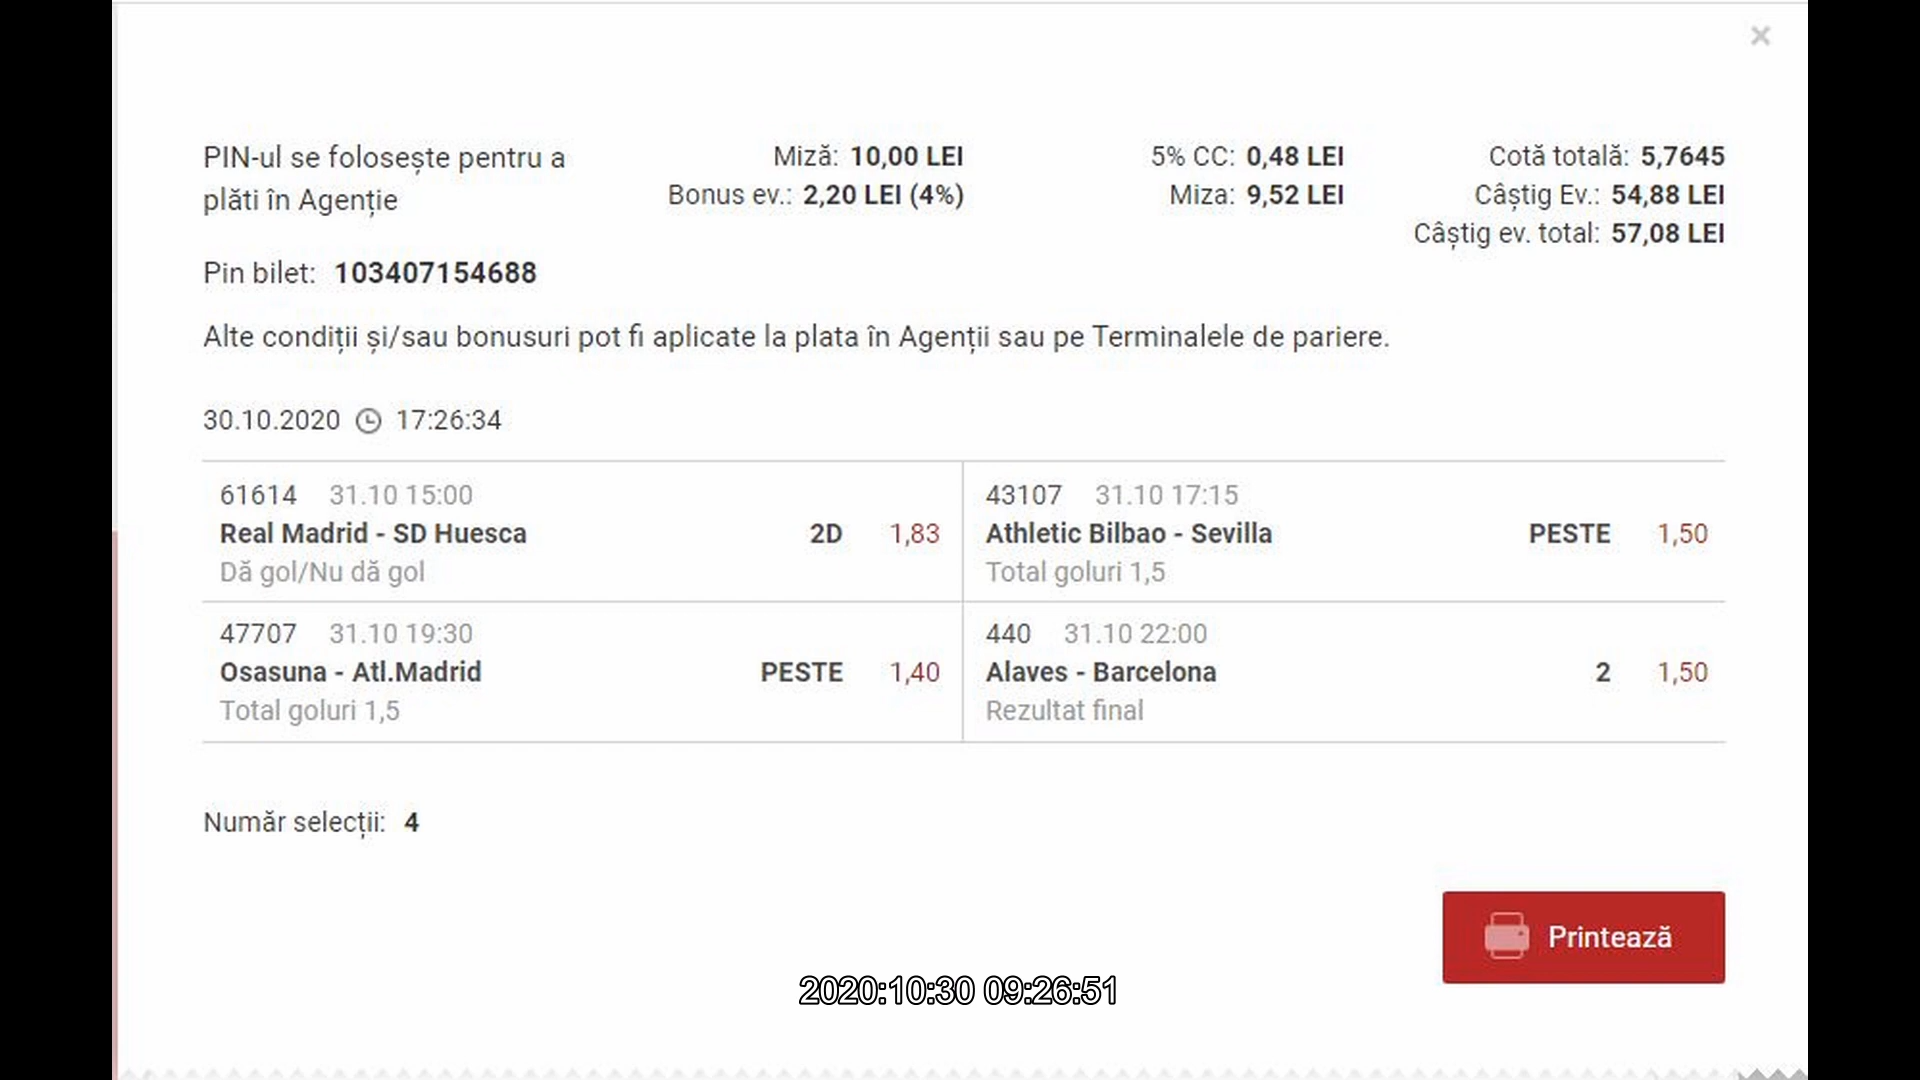 PIN-ul se folosește pentru a
plăti în Agenție
Pin bilet: 103407154688
Miză: 10,00 LEI
Bonus ev.: 2,20 LEI (4%)
5% CC: 0,48 LEI
Miza: 9,52 LEI
Cotă totală: 5,7645
Câștig Ev.: 54,88 LEI
Câștig ev. total: 57,08 LEI
Alte condiții și/sau bonusuri pot fi aplicate la plata în Agenții sau pe Terminalele de pariere.
30.10.2020 17:26:34
61614 31.10 15:00
Real Madrid - SD Huesca 2D 1,83
Dă gol/Nu dă gol
43107 31.10 17:15
Athletic Bilbao - Sevilla PESTE 1,50
Total goluri 1,5
47707 31.10 19:30
Osasuna - Atl.Madrid PESTE 1,40
Total goluri 1,5
440 31.10 22:00
Alaves - Barcelona 2 1,50
Rezultat final
Număr selecții: 4
Printează
2020:10:30 09:26:51